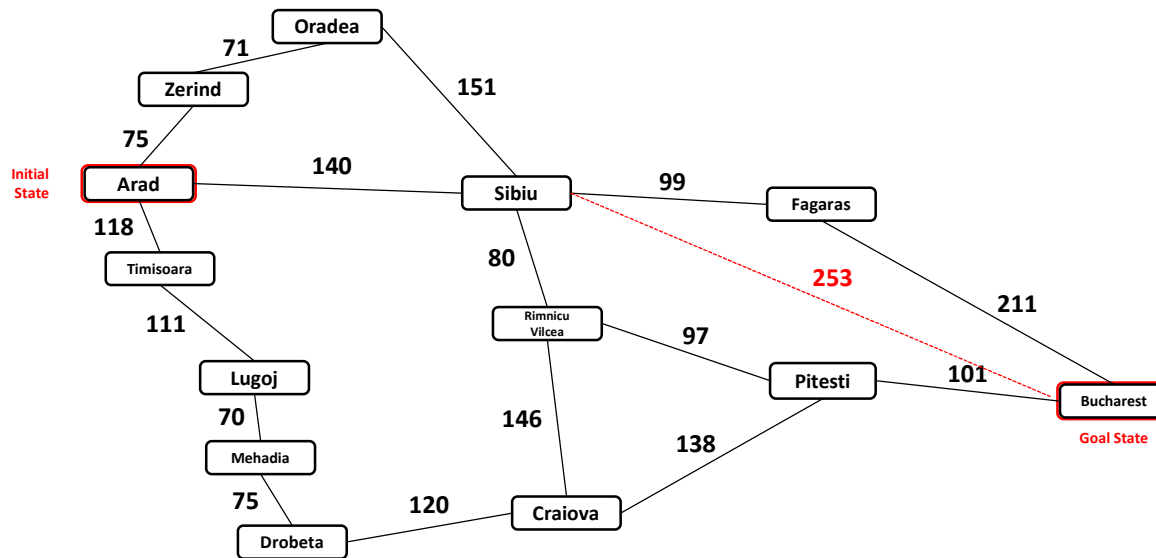 Oradea
71
Zerind
151
75
Initial
State
Arad
140
Sibiu
99
Fagaras
118
Timisoara
80
253
111
Rimnicu
Vilcea
97
211
Lugoj
Pitesti
101
Bucharest
70
146
138
Goal State
Mehadia
75
120
Craiova
Drobeta